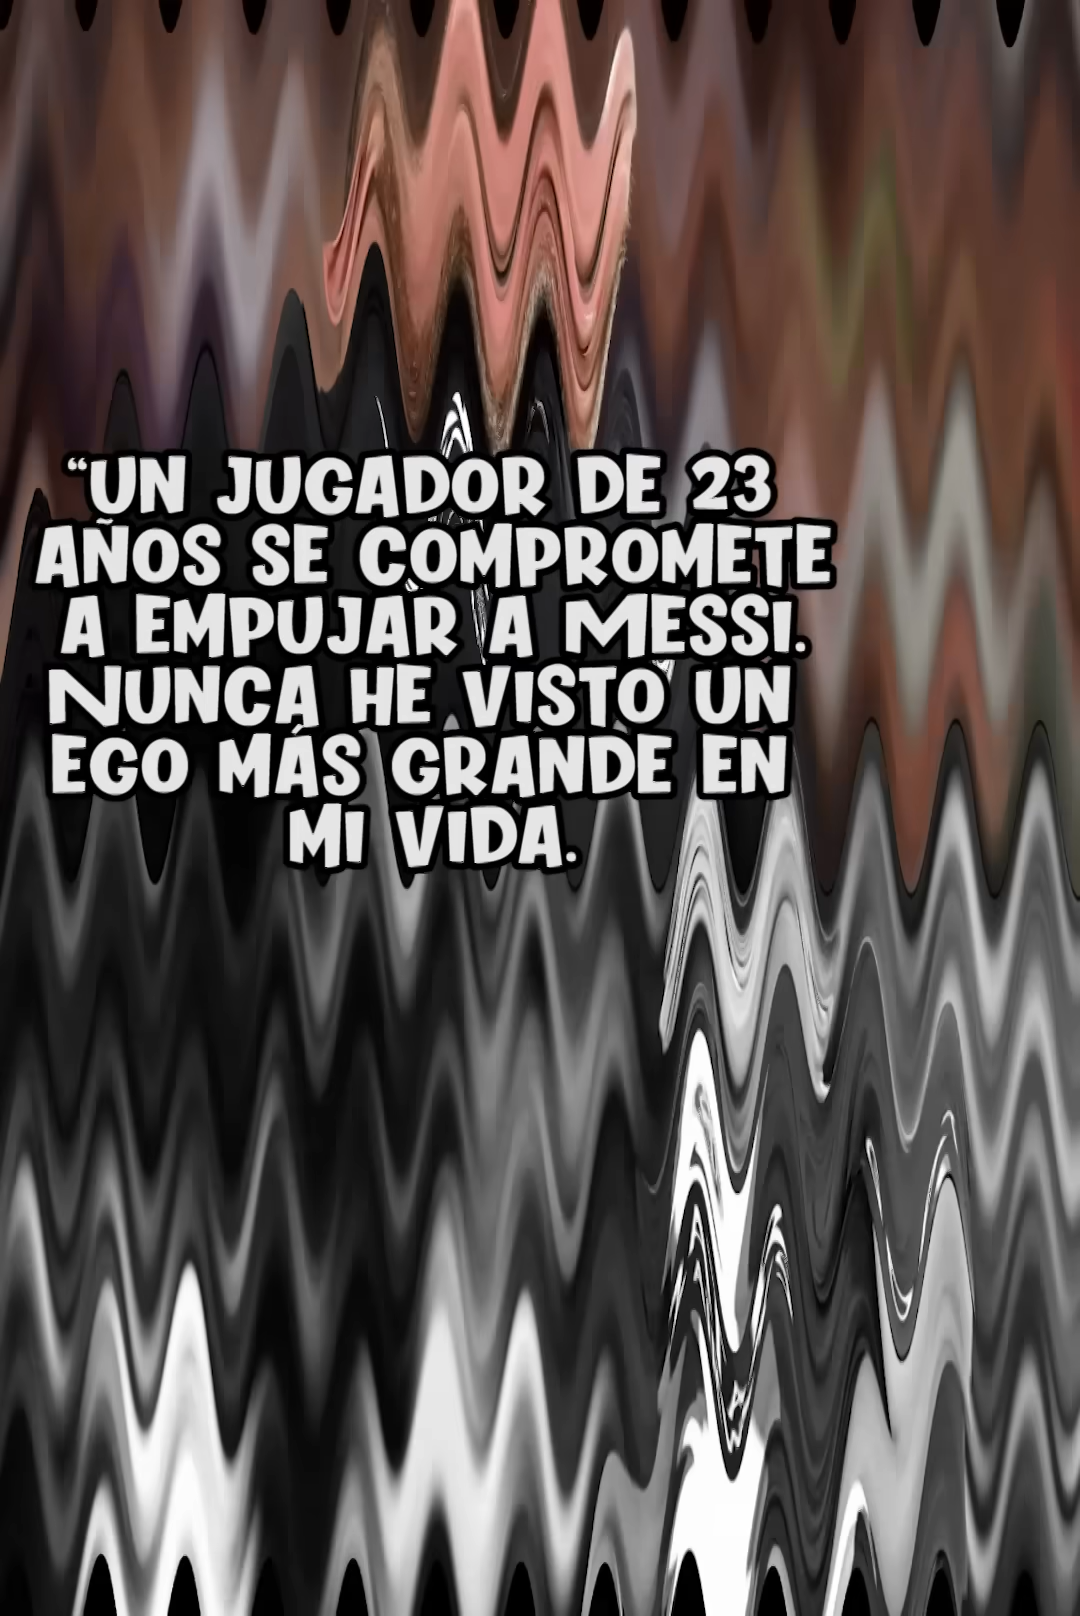 “UN JUGADOR DE 23
AÑOS SE COMPROMETE
A EMPUJAR A MESSI.
NUNCA HE VISTO UN
EGO MÁS GRANDE EN
MI VIDA.